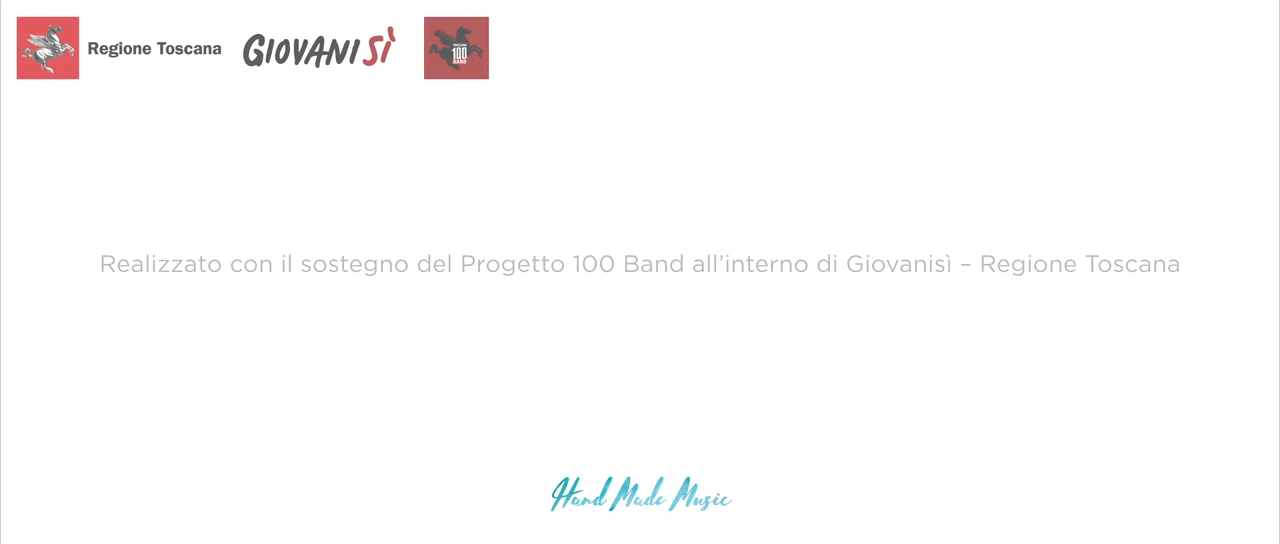 Regione Toscana
GIOVANISÌ
TOSCANA
100
BAND
Realizzato con il sostegno del Progetto 100 Band all’interno di Giovanisì – Regione Toscana
Hand Made Music